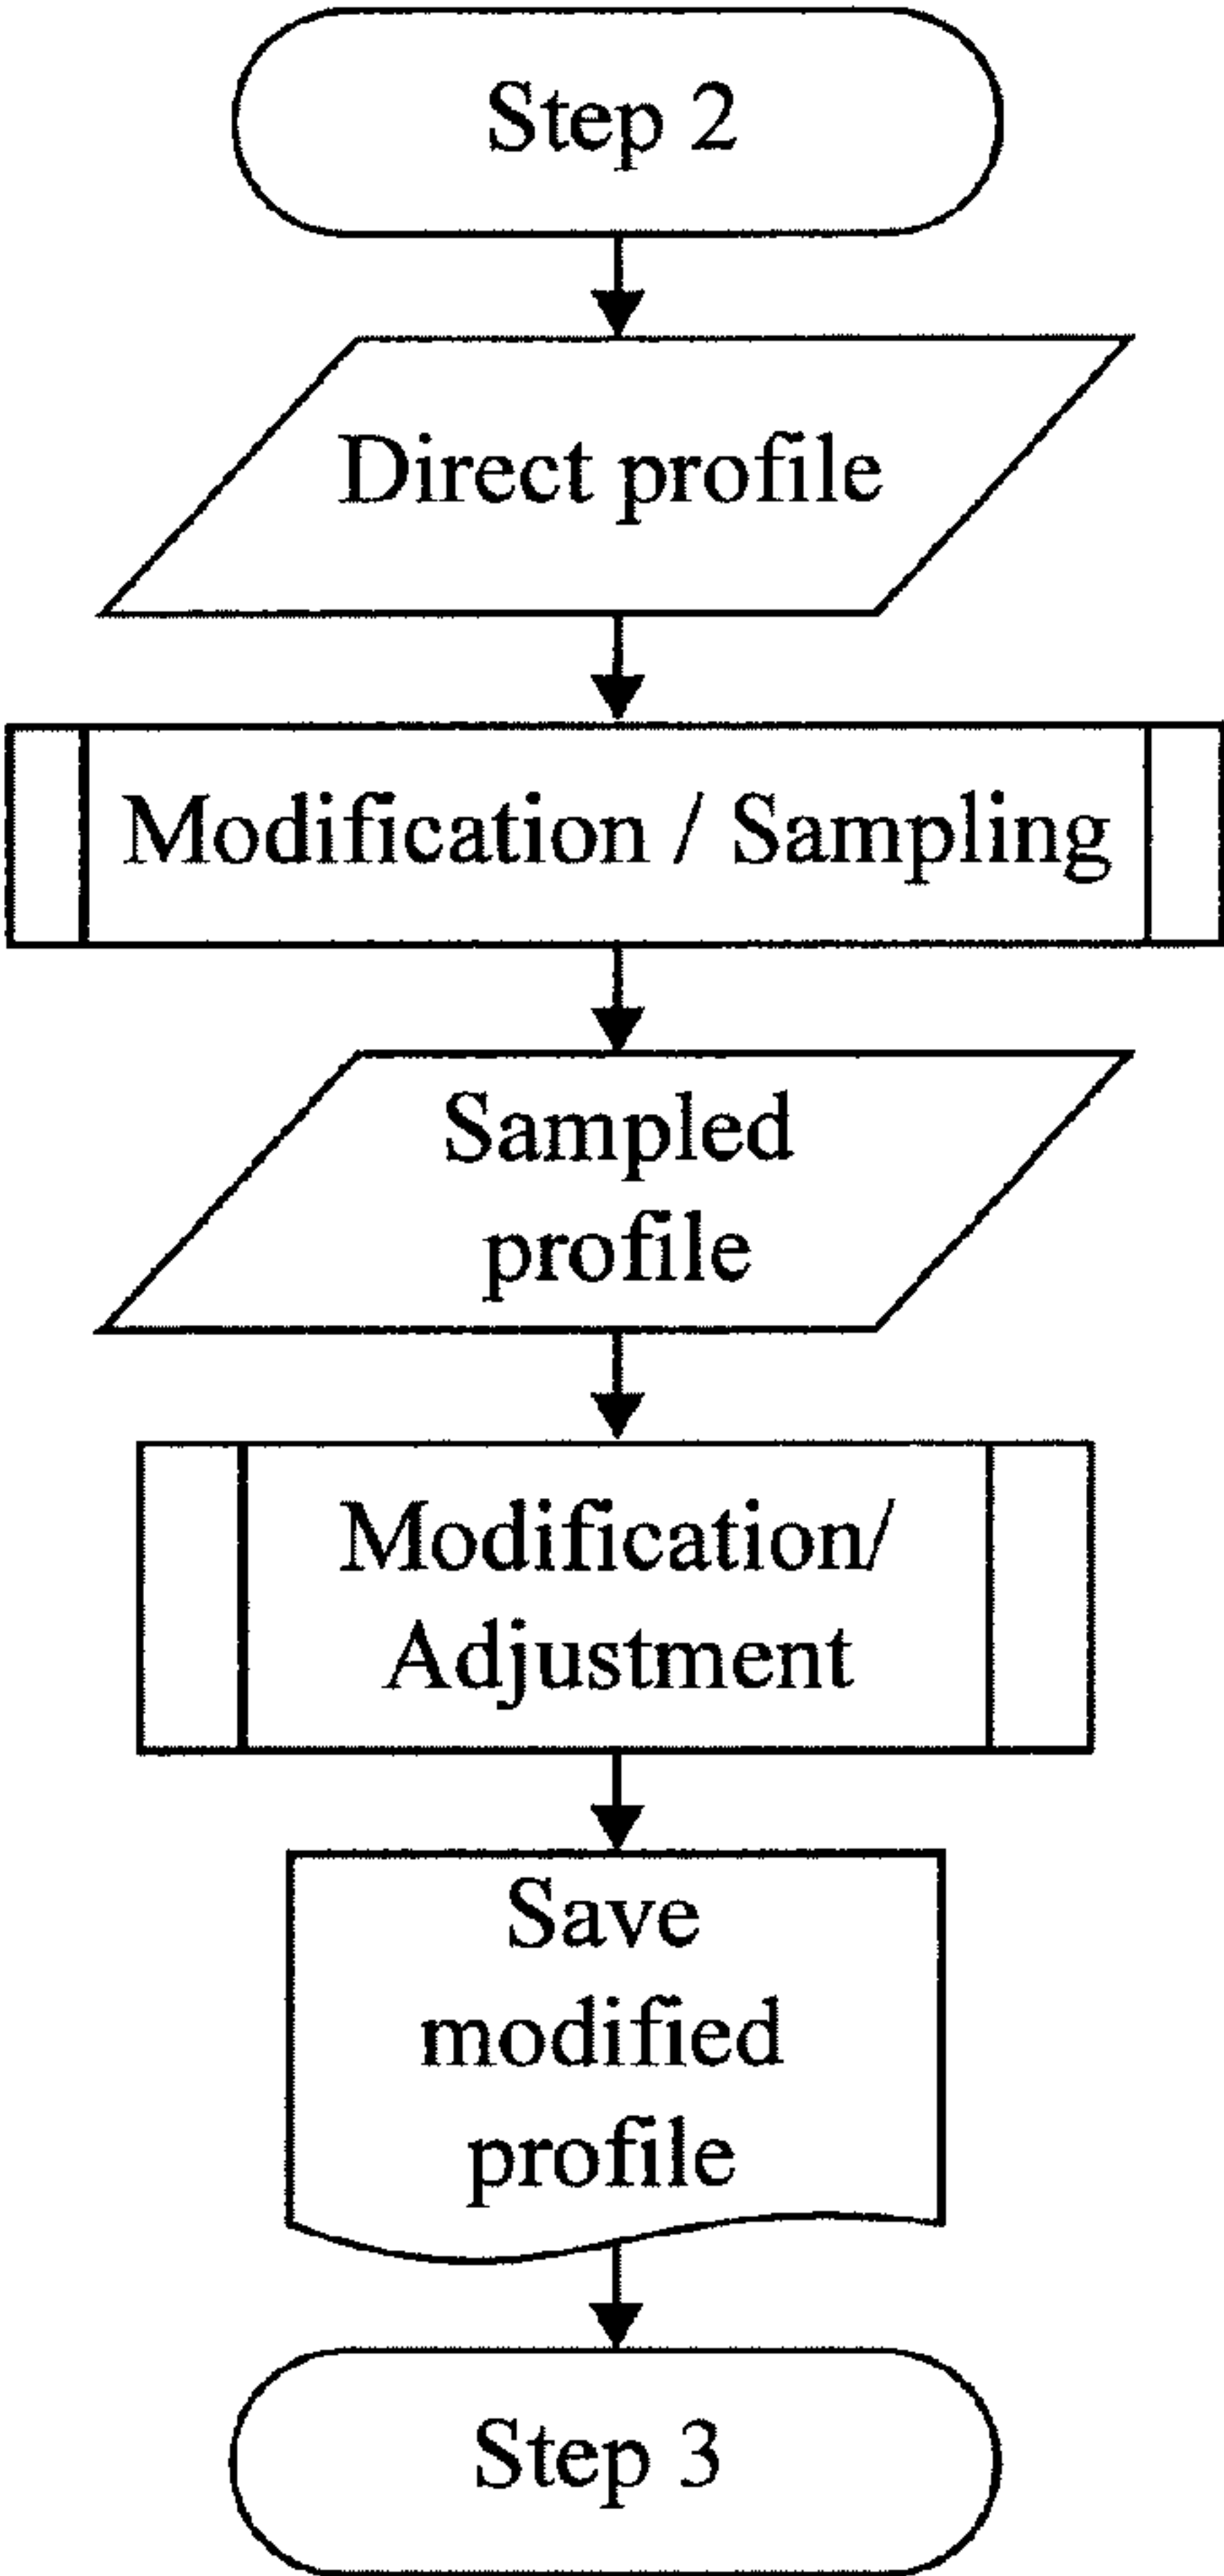 Step 2
Direct profile
Modification / Sampling
Sampled
profile
Modification/
Adjustment
Save
modified
profile
Step 3